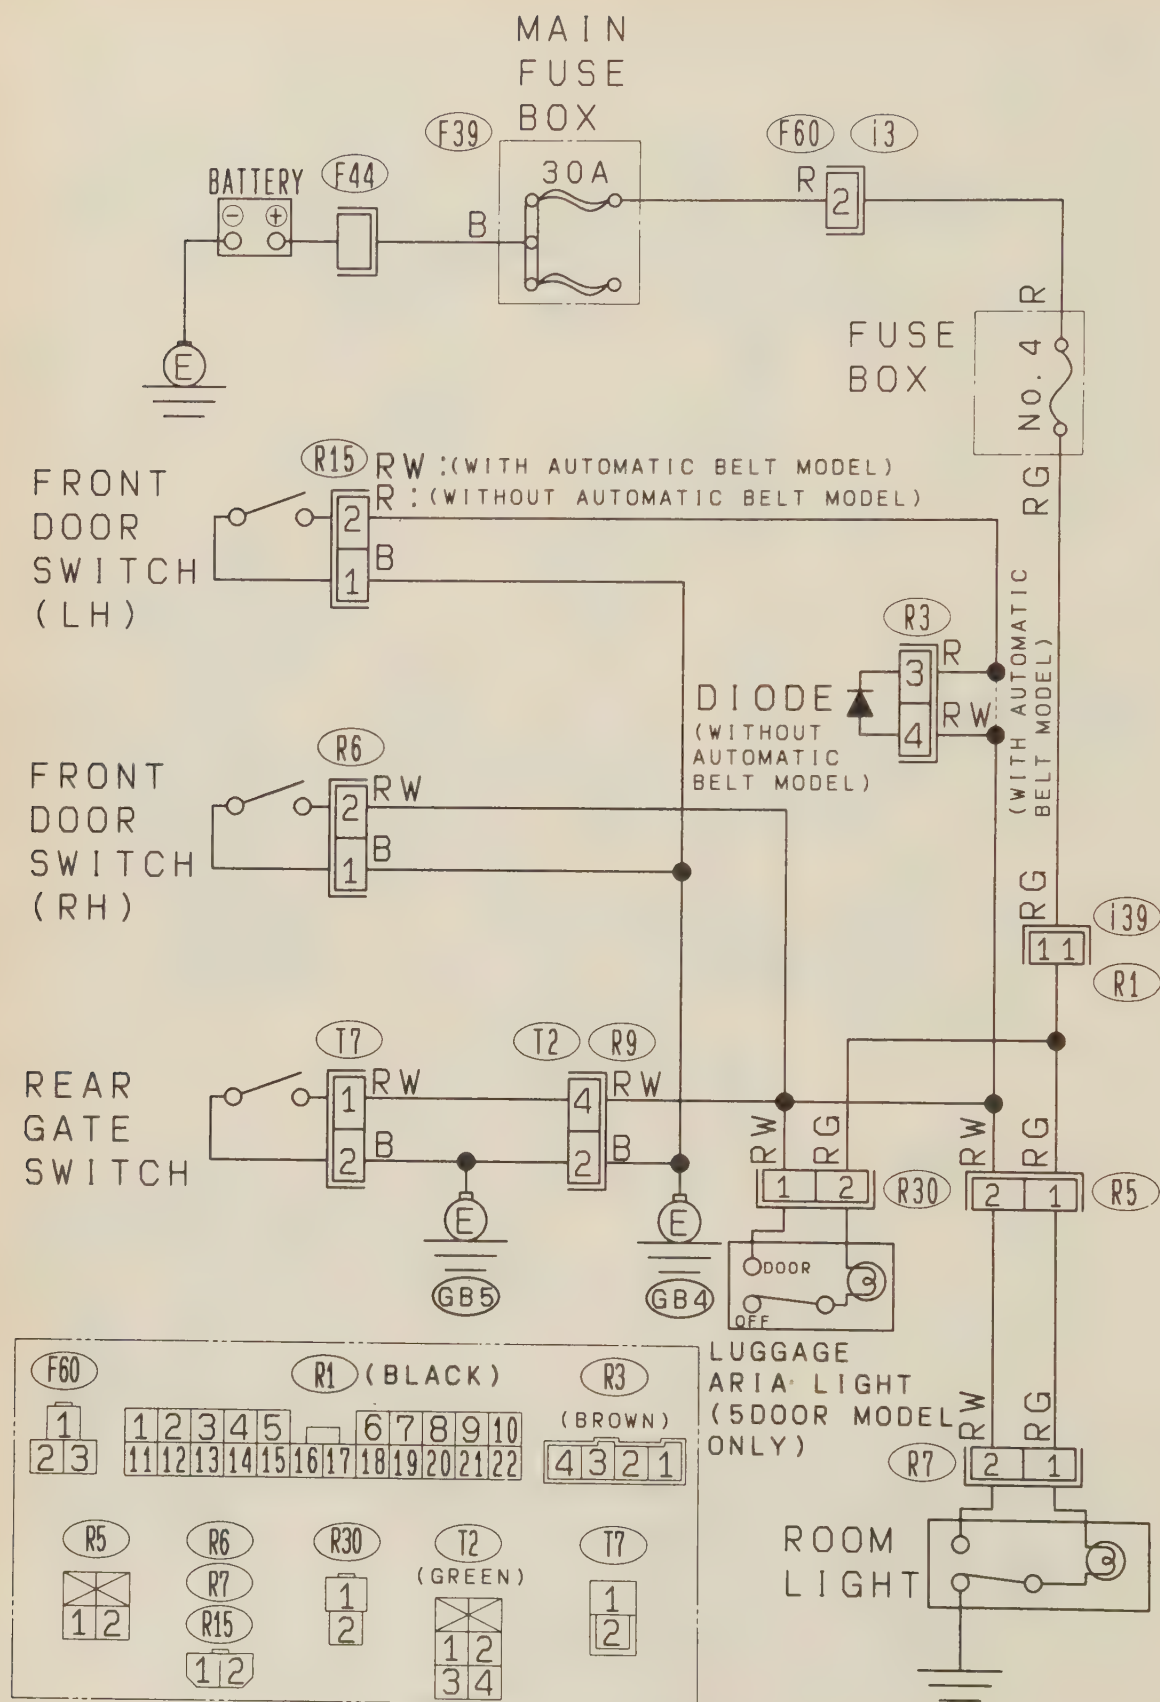 MAIN
FUSE
BOX
F39
F60 i3
30A
BATTERY F44
R 2
- +
B
R
E
FUSE
BOX
No. 4
RG
R15 RW :(WITH AUTOMATIC BELT MODEL)
R :(WITHOUT AUTOMATIC BELT MODEL)
FRONT
DOOR
SWITCH
(LH)
2
B
1
(WITH AUTOMATIC
BELT MODEL)
R3
3 R
4 RW
DIODE
(WITHOUT
AUTOMATIC
BELT MODEL)
R6
FRONT
DOOR
SWITCH
(RH)
2 RW
1 B
RG
i39
11
R1
T7 T2 R9
REAR
GATE
SWITCH
1 RW 4 RW
2 B 2 B
RW RG RW RG
1 2 R30 2 1 R5
E E
GB5 GB4
DOOR
OFF
LUGGAGE
ARIA LIGHT
(5DOOR MODEL
ONLY)
RW RG
R7 2 1
ROOM
LIGHT
F60 R1 (BLACK) R3
(BROWN)
1
2 3
1 2 3 4 5 6 7 8 9 10
11 12 13 14 15 16 17 18 19 20 21 22
4 3 2 1
R5 R6 R30 T2 T7
R7 (GREEN)
R15
1 2
1 2
1
2
1 2
3 4
1
2